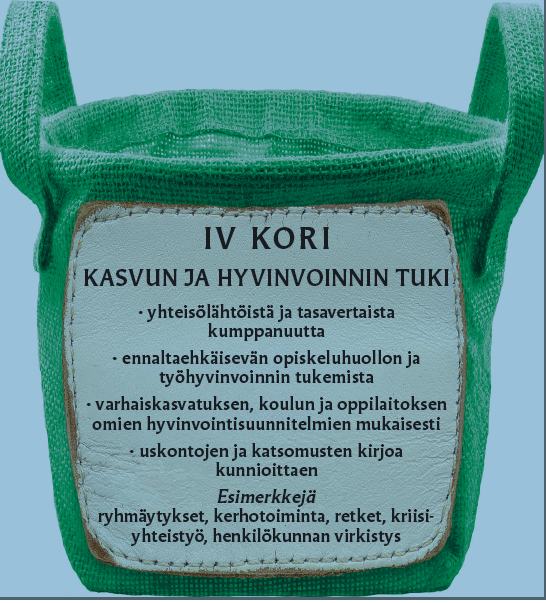 IV KORI
KASVUN JA HYVINVOINNIN TUKI
· yhteisölähtöistä ja tasavertaista
kumppanuutta
· ennaltaehkäisevän opiskeluhuollon ja
työhyvinvoinnin tukemista
· varhaiskasvatuksen, koulun ja oppilaitoksen
omien hyvinvointisuunnitelmien mukaisesti
· uskontojen ja katsomusten kirjoa
kunnioittaen
Esimerkkejä
ryhmäytykset, kerhotoiminta, retket, kriisi-
yhteistyö, henkilökunnan virkistys